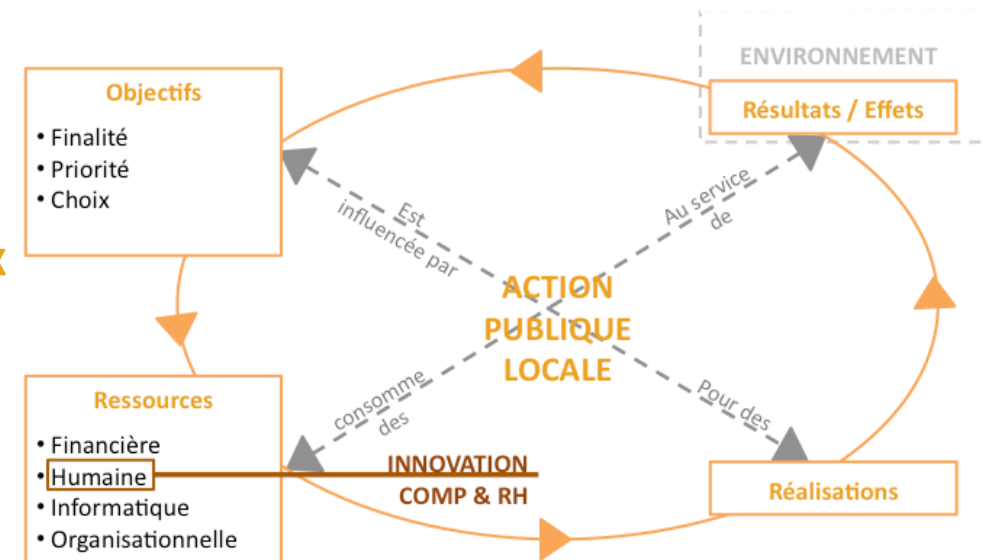 ENVIRONNEMENT
Objectifs
Résultats / Effets
• Finalité
• Priorité
• Choix
Est
influencée par
Au service
de
ACTION
PUBLIQUE
LOCALE
consomme
des
Pour des
Ressources
• Financière
• Humaine
• Informatique
• Organisationnelle
INNOVATION
COMP & RH
Réalisations